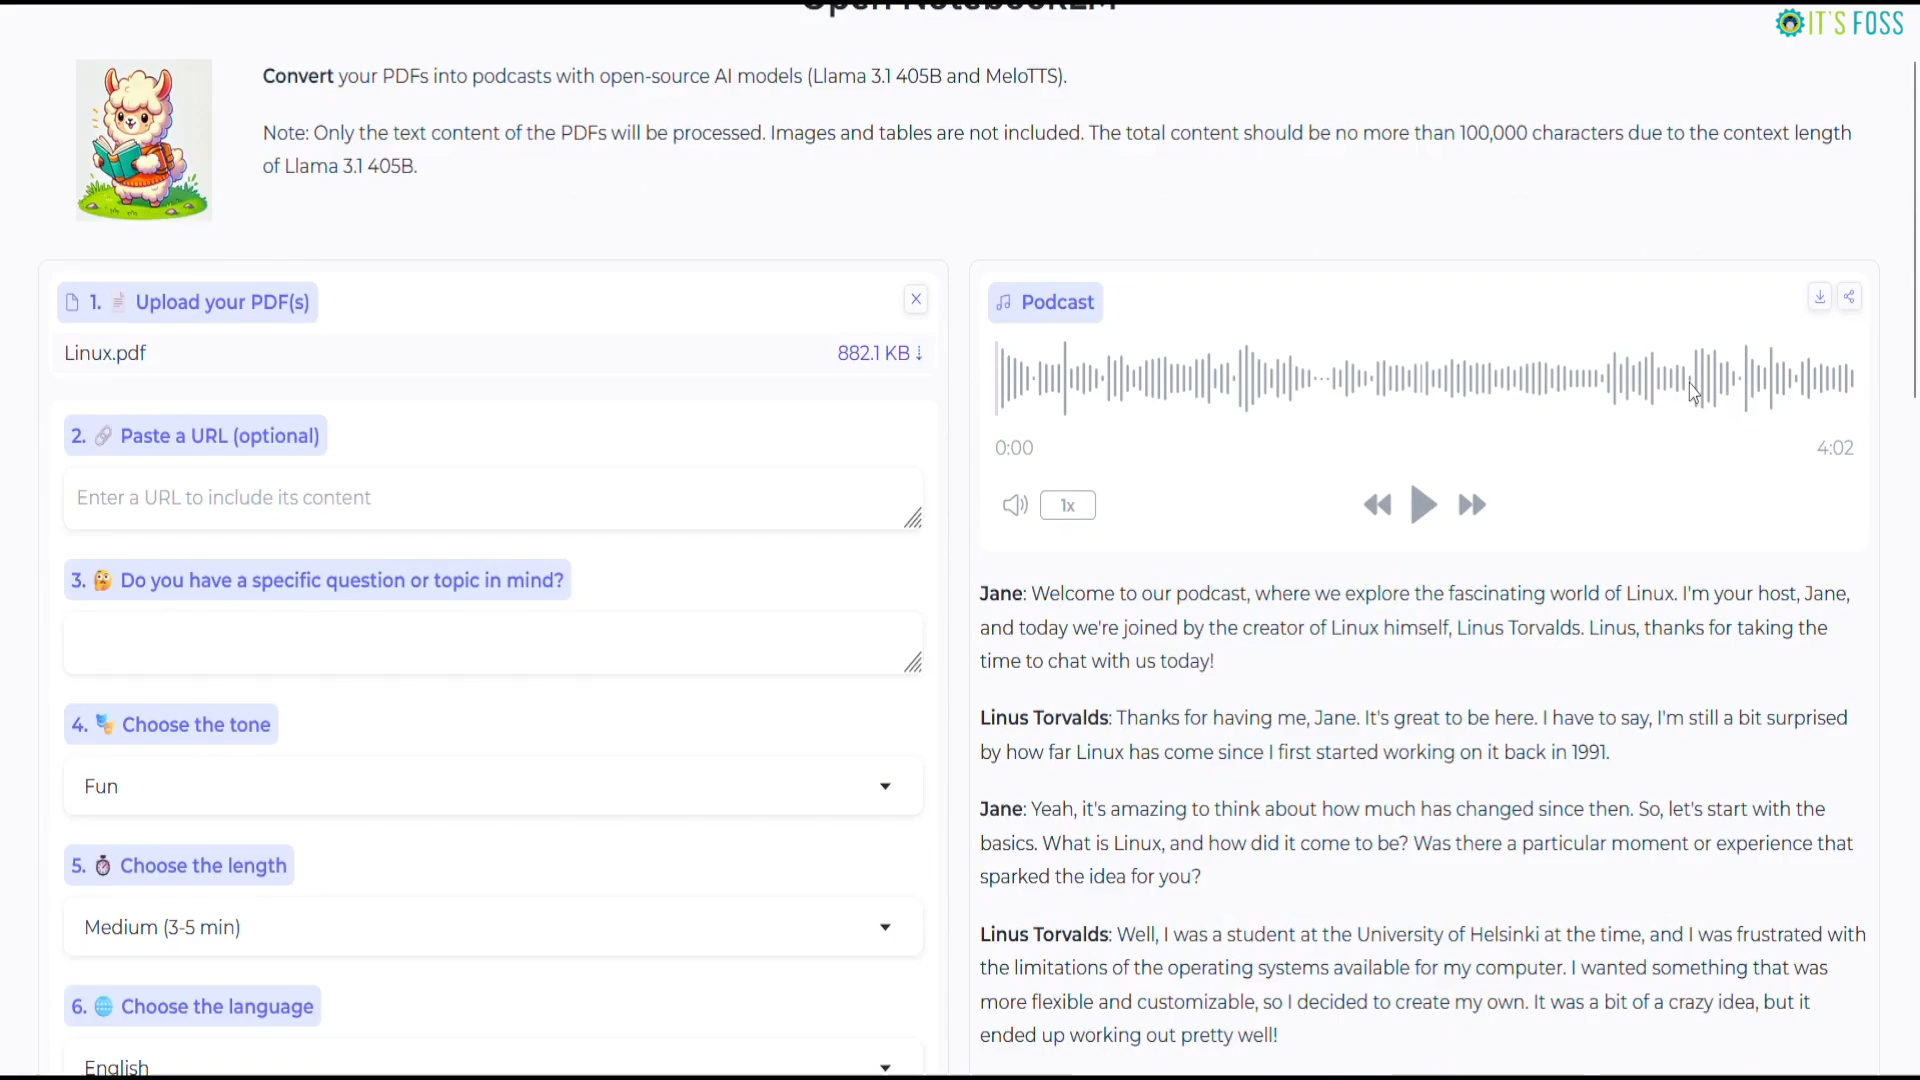 Open NotebookLM
IT'S FOSS
Convert your PDFs into podcasts with open-source AI models (Llama 3.1 405B and MeloTTS).
Note: Only the text content of the PDFs will be processed. Images and tables are not included. The total content should be no more than 100,000 characters due to the context length
of Llama 3.1 405B.
1. Upload your PDF(s)
Linux.pdf 882.1 KB ↓
2. Paste a URL (optional)
Enter a URL to include its content
3. Do you have a specific question or topic in mind?
4. Choose the tone
Fun
5. Choose the length
Medium (3-5 min)
6. Choose the language
English
Podcast
0:00 4:02
1x
Jane: Welcome to our podcast, where we explore the fascinating world of Linux. I'm your host, Jane,
and today we're joined by the creator of Linux himself, Linus Torvalds. Linus, thanks for taking the
time to chat with us today!
Linus Torvalds: Thanks for having me, Jane. It's great to be here. I have to say, I'm still a bit surprised
by how far Linux has come since I first started working on it back in 1991.
Jane: Yeah, it's amazing to think about how much has changed since then. So, let's start with the
basics. What is Linux, and how did it come to be? Was there a particular moment or experience that
sparked the idea for you?
Linus Torvalds: Well, I was a student at the University of Helsinki at the time, and I was frustrated with
the limitations of the operating systems available for my computer. I wanted something that was
more flexible and customizable, so I decided to create my own. It was a bit of a crazy idea, but it
ended up working out pretty well!